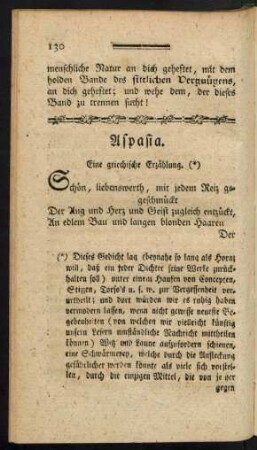 130
menschliche Natur an dich geheftet, mit dem
holden Bande des sittlichen Vergnügens,
an dich geheftet; und wehe dem, der dieses
Band zu trennen sucht!
Aspasia.
Eine griechische Erzählung. (*)
Schön, liebenswerth, mit jedem Reiz ge-
geschmückt
Der Aug und Herz und Geist zugleich entzückt,
An edlem Bau und langen blonden Haaren
Der
(*) Dieses Gedicht lag (beynahe so lang als Horaz
will, daß ein jeder Dichter seine Werke zurück-
halten soll) unter einem Haufen von Concepten,
Skizzen, Torso's u. s. w. zur Vergessenheit ver-
urtheilt; und dort würden wir es ruhig haben
vermodern lassen, wenn nicht gewisse neueste Be-
gebenheiten (von welchen wir vielleicht künftig
unsern Lesern umständliche Nachricht mittheilen
können) Witz und Laune aufzufordern schienen,
eine Schwärmerey, welche durch die Ansteckung
gefährlicher werden könnte als viele sich vorstel-
len, durch die einzigen Mittel, die von je her
gegen